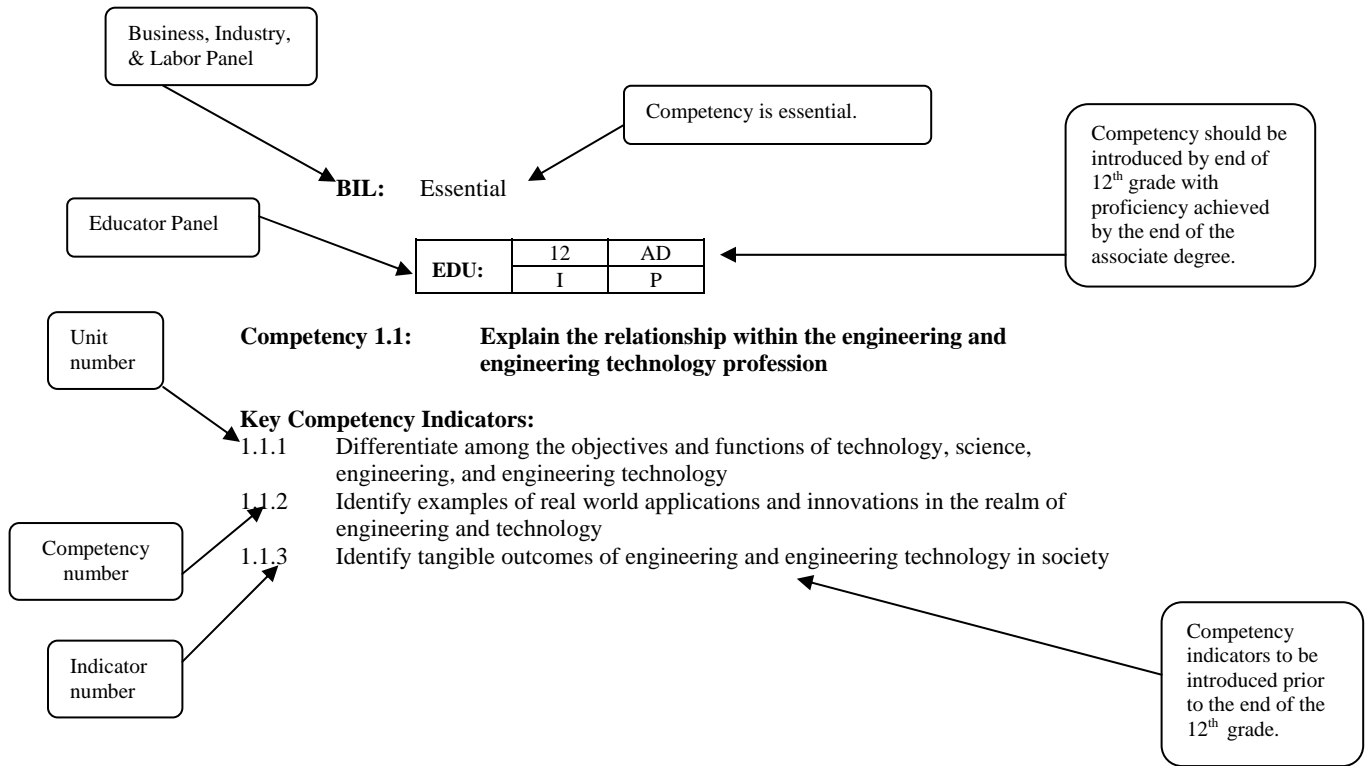 Business, Industry,
& Labor Panel
Competency is essential.
Competency should be
introduced by end of
12th grade with
proficiency achieved
by the end of the
associate degree.
BIL: Essential
Educator Panel
EDU: 12 AD
I P
Unit
number
Competency 1.1: Explain the relationship within the engineering and
engineering technology profession
Key Competency Indicators:
1.1.1 Differentiate among the objectives and functions of technology, science,
engineering, and engineering technology
1.1.2 Identify examples of real world applications and innovations in the realm of
engineering and technology
1.1.3 Identify tangible outcomes of engineering and engineering technology in society
Competency
number
Indicator
number
Competency
indicators to be
introduced prior
to the end of the
12th grade.